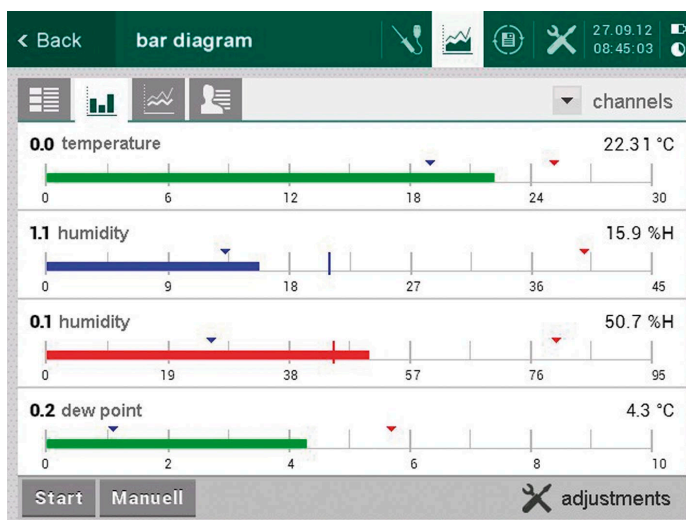 < Back bar diagram 27.09.12
08:45:03
channels
0.0 temperature 22.31 °C
0 6 12 18 24 30
1.1 humidity 15.9 %H
0 9 18 27 36 45
0.1 humidity 50.7 %H
0 19 38 57 76 95
0.2 dew point 4.3 °C
0 2 4 6 8 10
Start Manuell adjustments